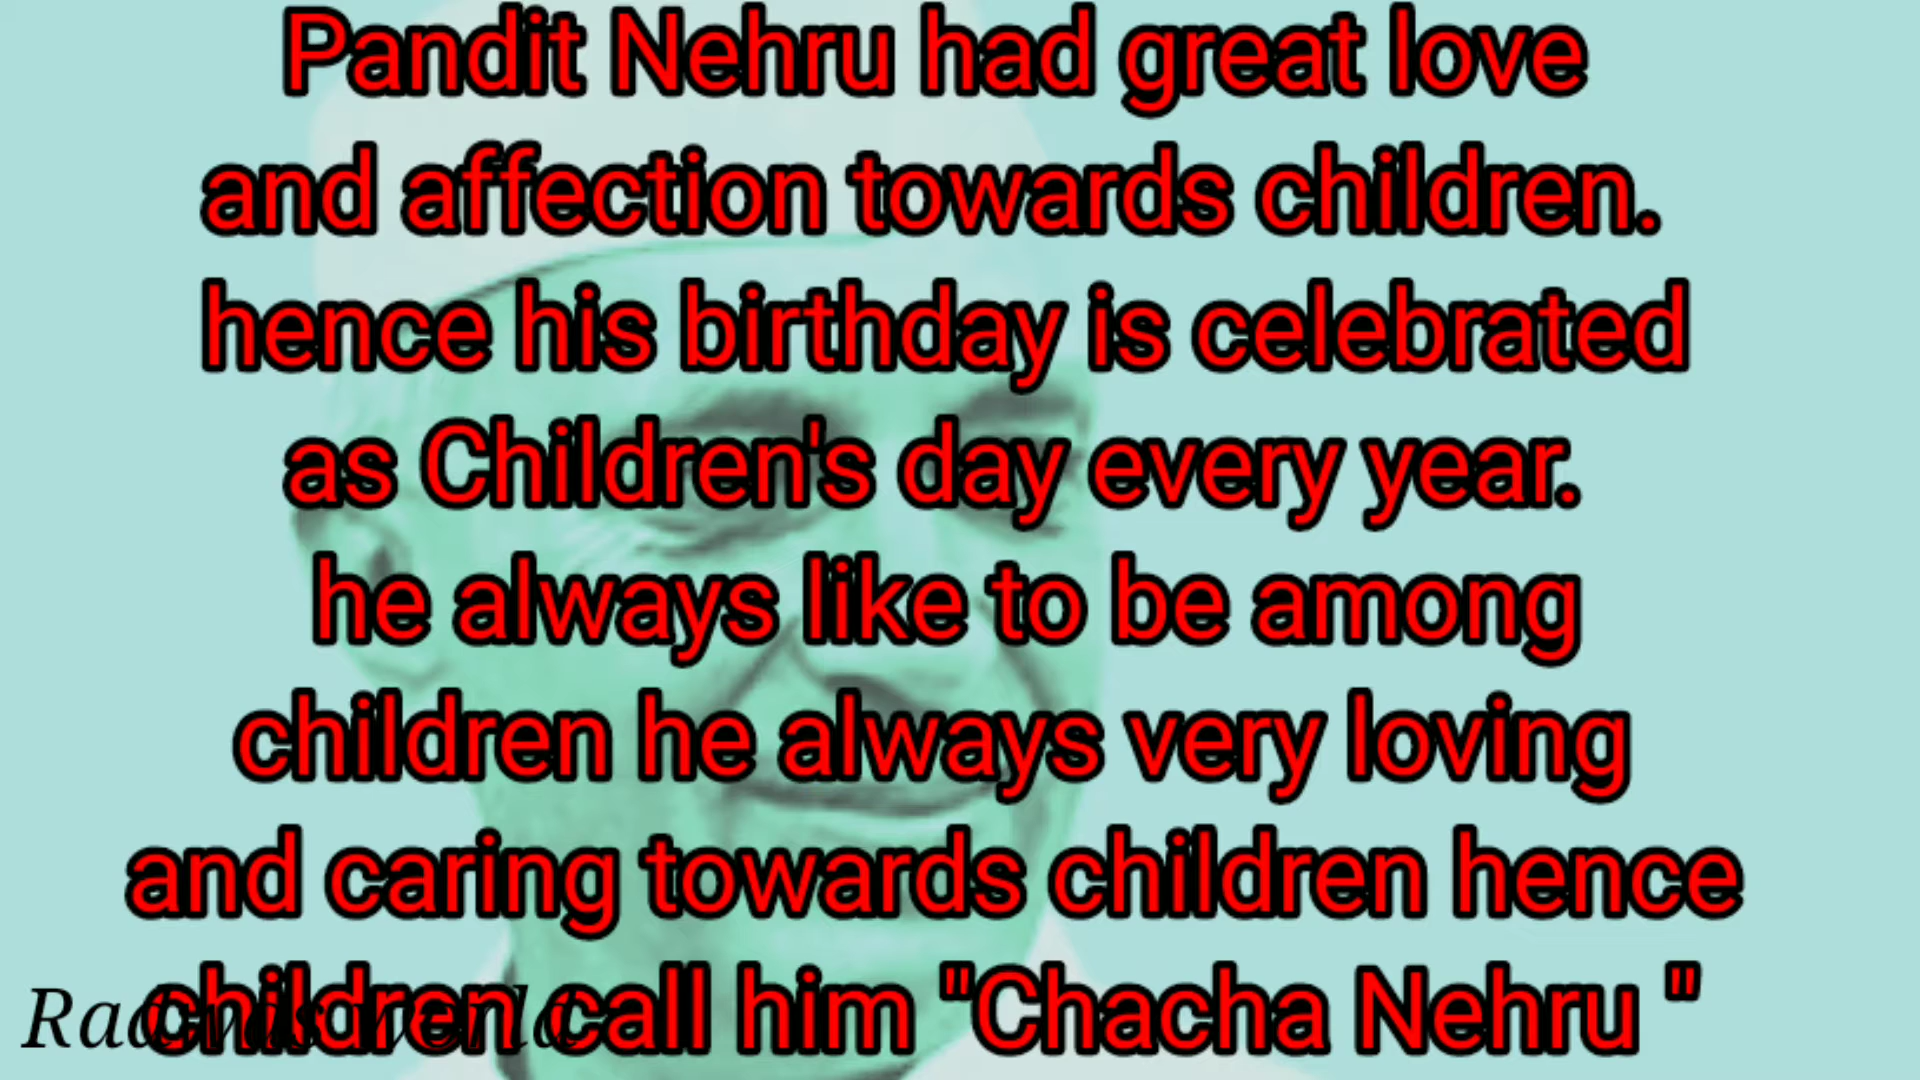 Pandit Nehru had great love
and affection towards children.
hence his birthday is celebrated
as Children's day every year.
he always like to be among
children he always very loving
and caring towards children hence
children call him "Chacha Nehru "
world